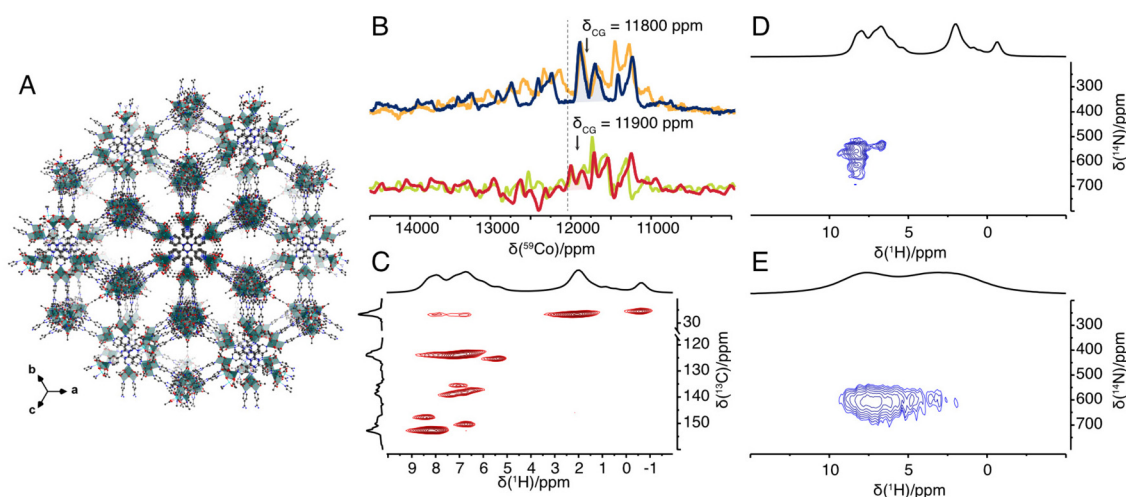 A
b
a
c
B
δCG = 11800 ppm
δCG = 11900 ppm
14000 13000 12000 11000
δ(⁵⁹Co)/ppm
C
30
120
130
140
150
δ(¹³C)/ppm
10 9 8 7 6 5 4 3 2 1 0 -1
δ(¹H)/ppm
D
300
400
500
600
700
δ(¹⁴N)/ppm
10 5 0
δ(¹H)/ppm
E
300
400
500
600
700
δ(¹⁴N)/ppm
10 5 0
δ(¹H)/ppm